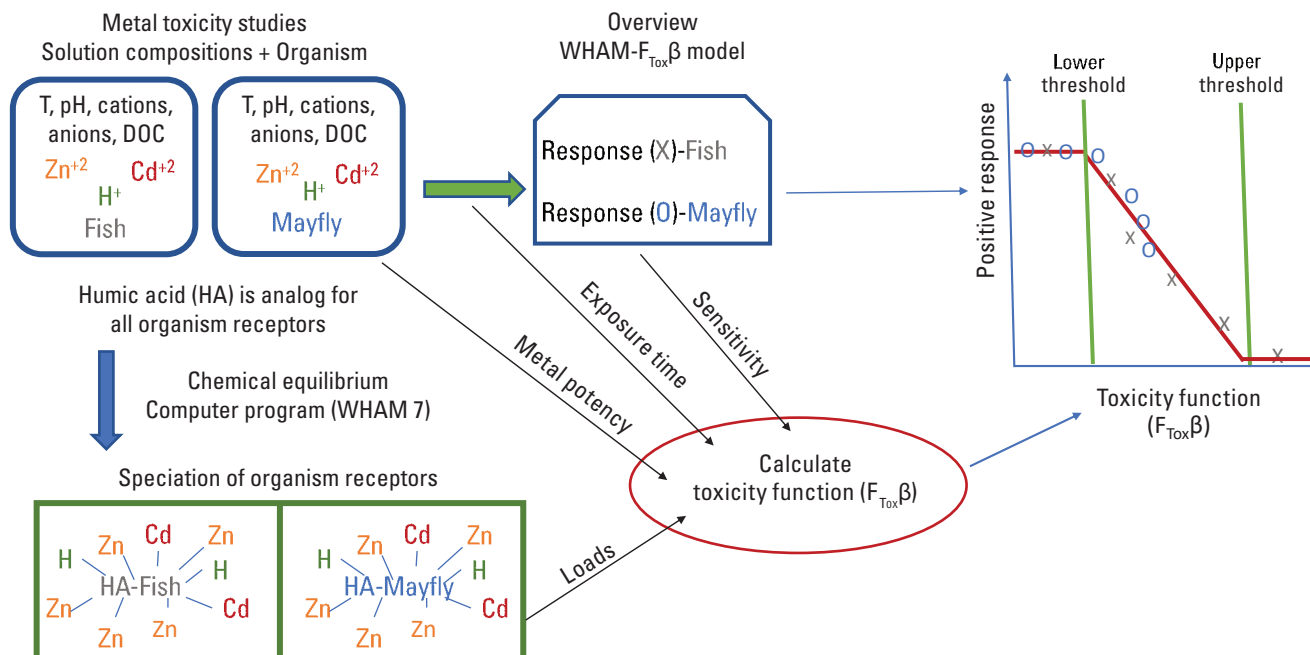 Metal toxicity studies
Solution compositions + Organism
T, pH, cations,
anions, DOC
Zn+2
Cd+2
H+
Fish
T, pH, cations,
anions, DOC
Zn+2
Cd+2
H+
Mayfly
Overview
WHAM-FToxβ model
Response (X)-Fish
Response (O)-Mayfly
Lower
threshold
Upper
threshold
Positive response
O X O O
X
O
O
X
O
X
X
X
Toxicity function
(FToxβ)
Humic acid (HA) is analog for
all organism receptors
Chemical equilibrium
Computer program (WHAM 7)
Exposure time
Sensitivity
Metal potency
Loads
Calculate
toxicity function (FToxβ)
Speciation of organism receptors
Cd
Zn
Zn
H
H
HA-Fish
Zn
Cd
Zn
Zn
Cd
Zn
Zn
H
H
HA-Mayfly
Zn
Cd
Zn
Zn